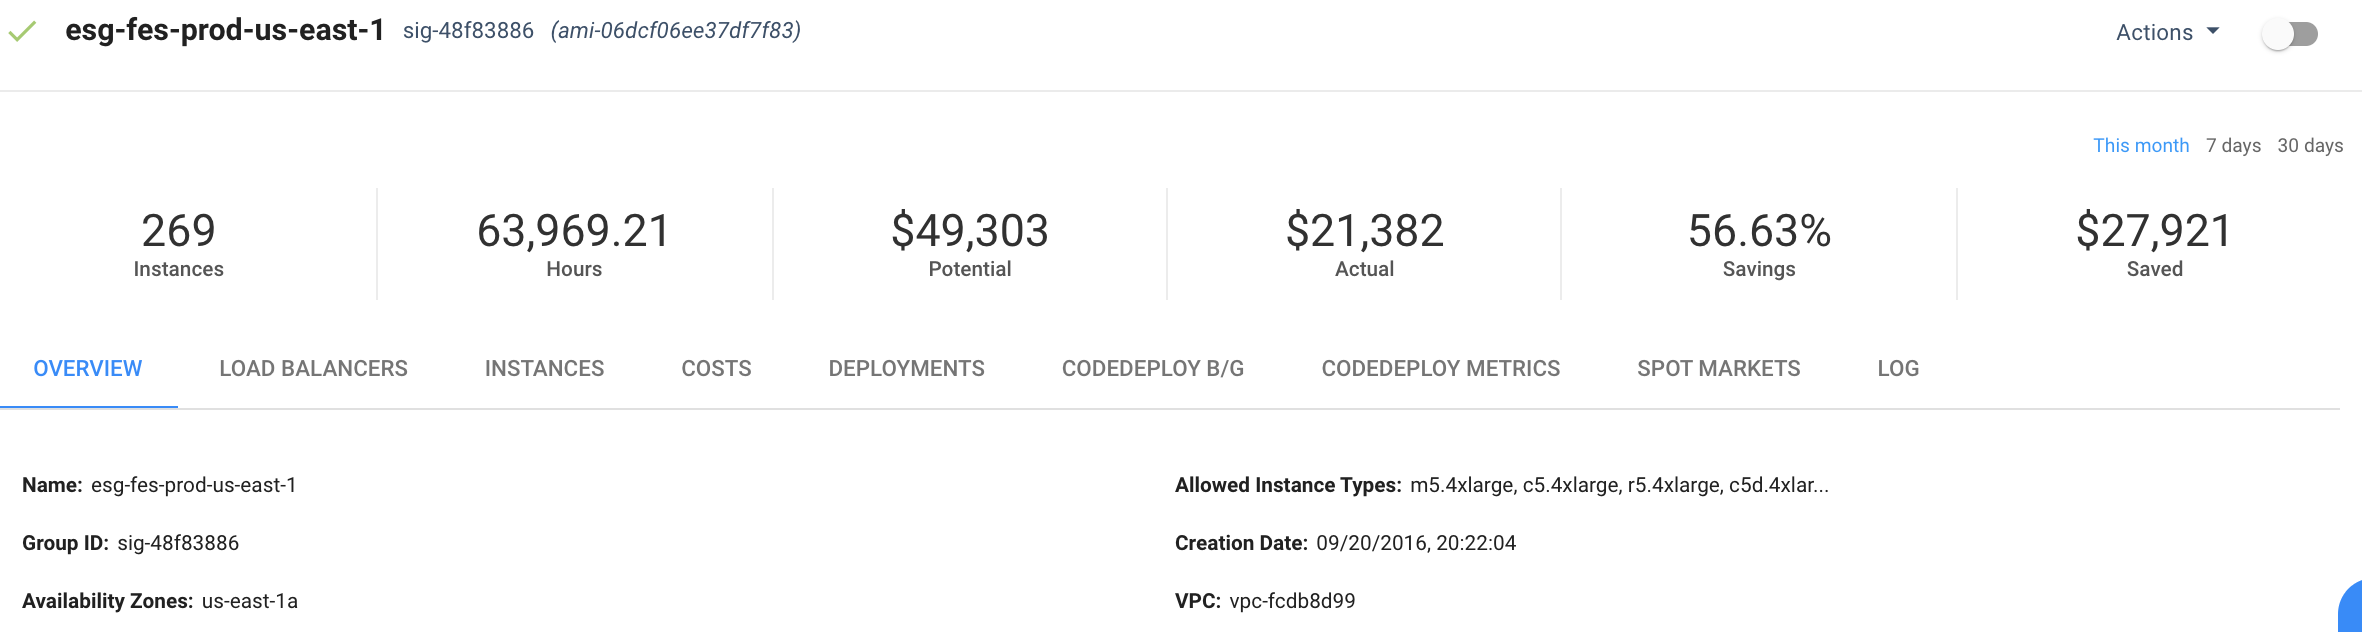 esg-fes-prod-us-east-1 sig-48f83886 (ami-06dcf06ee37df7f83) Actions
This month 7 days 30 days
269 63,969.21 $49,303 $21,382 56.63% $27,921
Instances Hours Potential Actual Savings Saved
OVERVIEW LOAD BALANCERS INSTANCES COSTS DEPLOYMENTS CODEDEPLOY B/G CODEDEPLOY METRICS SPOT MARKETS LOG
Name: esg-fes-prod-us-east-1 Allowed Instance Types: m5.4xlarge, c5.4xlarge, r5.4xlarge, c5d.4xlar...
Group ID: sig-48f83886 Creation Date: 09/20/2016, 20:22:04
Availability Zones: us-east-1a VPC: vpc-fcdb8d99